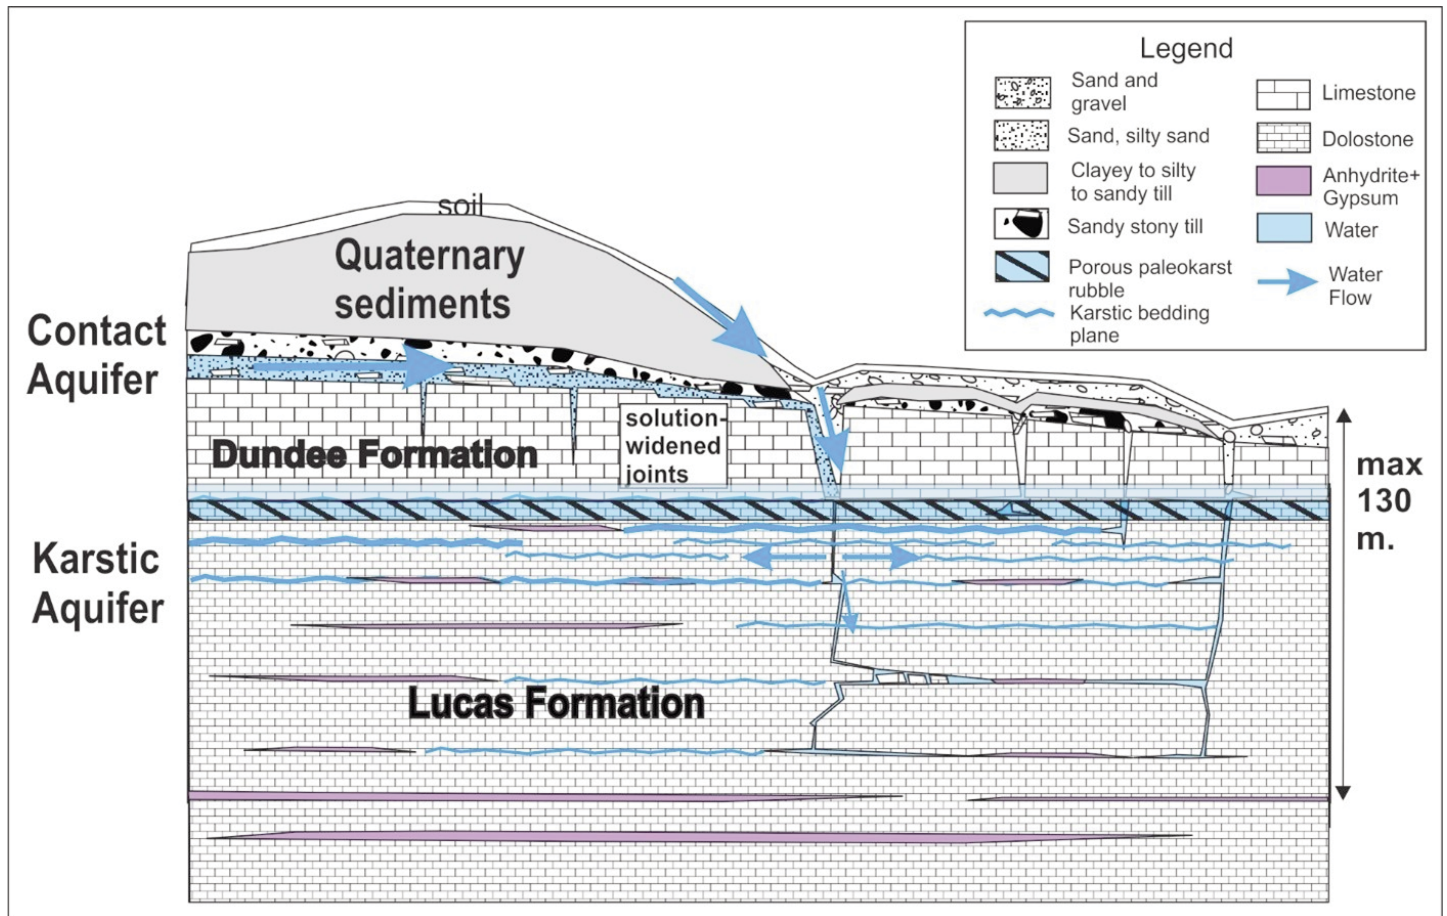 Legend
Sand and
gravel
Sand, silty sand
Clayey to silty
to sandy till
Sandy stony till
Porous paleokarst
rubble
Karstic bedding
plane
Limestone
Dolostone
Anhydrite+
Gypsum
Water
Water
Flow
soil
Quaternary
sediments
Contact
Aquifer
solution-
widened
joints
Dundee Formation
max
130
m.
Karstic
Aquifer
Lucas Formation